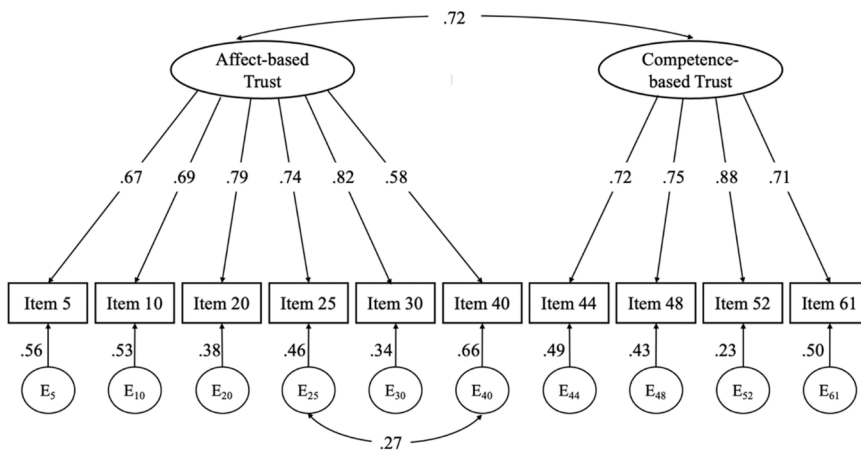 .72
Affect-based
Trust
Competence-
based Trust
.67 .69 .79 .74 .82 .58 .72 .75 .88 .71
Item 5 Item 10 Item 20 Item 25 Item 30 Item 40 Item 44 Item 48 Item 52 Item 61
.56 .53 .38 .46 .34 .66 .49 .43 .23 .50
E5 E10 E20 E25 E30 E40 E44 E48 E52 E61
.27